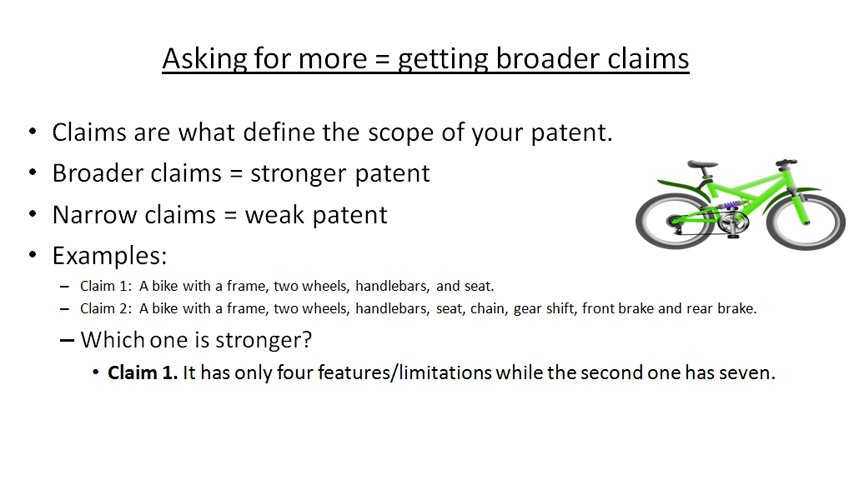 Asking for more = getting broader claims
• Claims are what define the scope of your patent.
• Broader claims = stronger patent
• Narrow claims = weak patent
• Examples:
– Claim 1: A bike with a frame, two wheels, handlebars, and seat.
– Claim 2: A bike with a frame, two wheels, handlebars, seat, chain, gear shift, front brake and rear brake.
– Which one is stronger?
• Claim 1. It has only four features/limitations while the second one has seven.